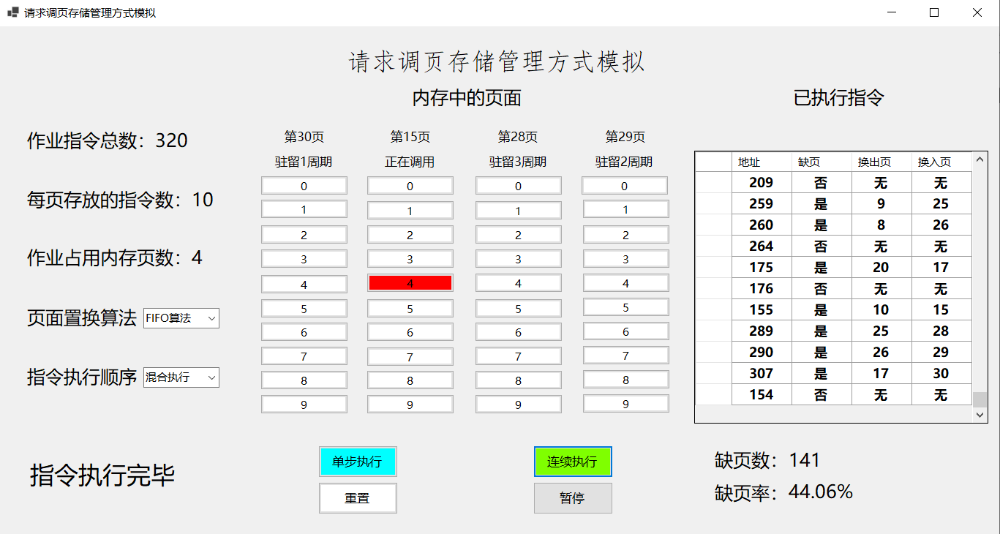 请求调页存储管理方式模拟
请求调页存储管理方式模拟
内存中的页面
已执行指令
作业指令总数：320
每页存放的指令数：10
作业占用内存页数：4
页面置换算法 FIFO算法
指令执行顺序 混合执行
第30页 第15页 第28页 第29页
驻留1周期 正在调用 驻留3周期 驻留2周期
0 0 0 0
1 1 1 1
2 2 2 2
3 3 3 3
4 4 4 4
5 5 5 5
6 6 6 6
7 7 7 7
8 8 8 8
9 9 9 9
地址 缺页 换出页 换入页
209 否 无 无
259 是 9 25
260 是 8 26
264 否 无 无
175 是 20 17
176 否 无 无
155 是 10 15
289 是 25 28
290 是 26 29
307 是 17 30
154 否 无 无
指令执行完毕
单步执行 连续执行
重置 暂停
缺页数：141
缺页率：44.06%